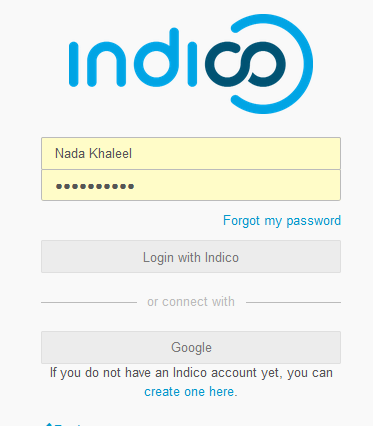 indico
Nada Khaleel
••••••••••
Forgot my password
Login with Indico
or connect with
Google
If you do not have an Indico account yet, you can
create one here.